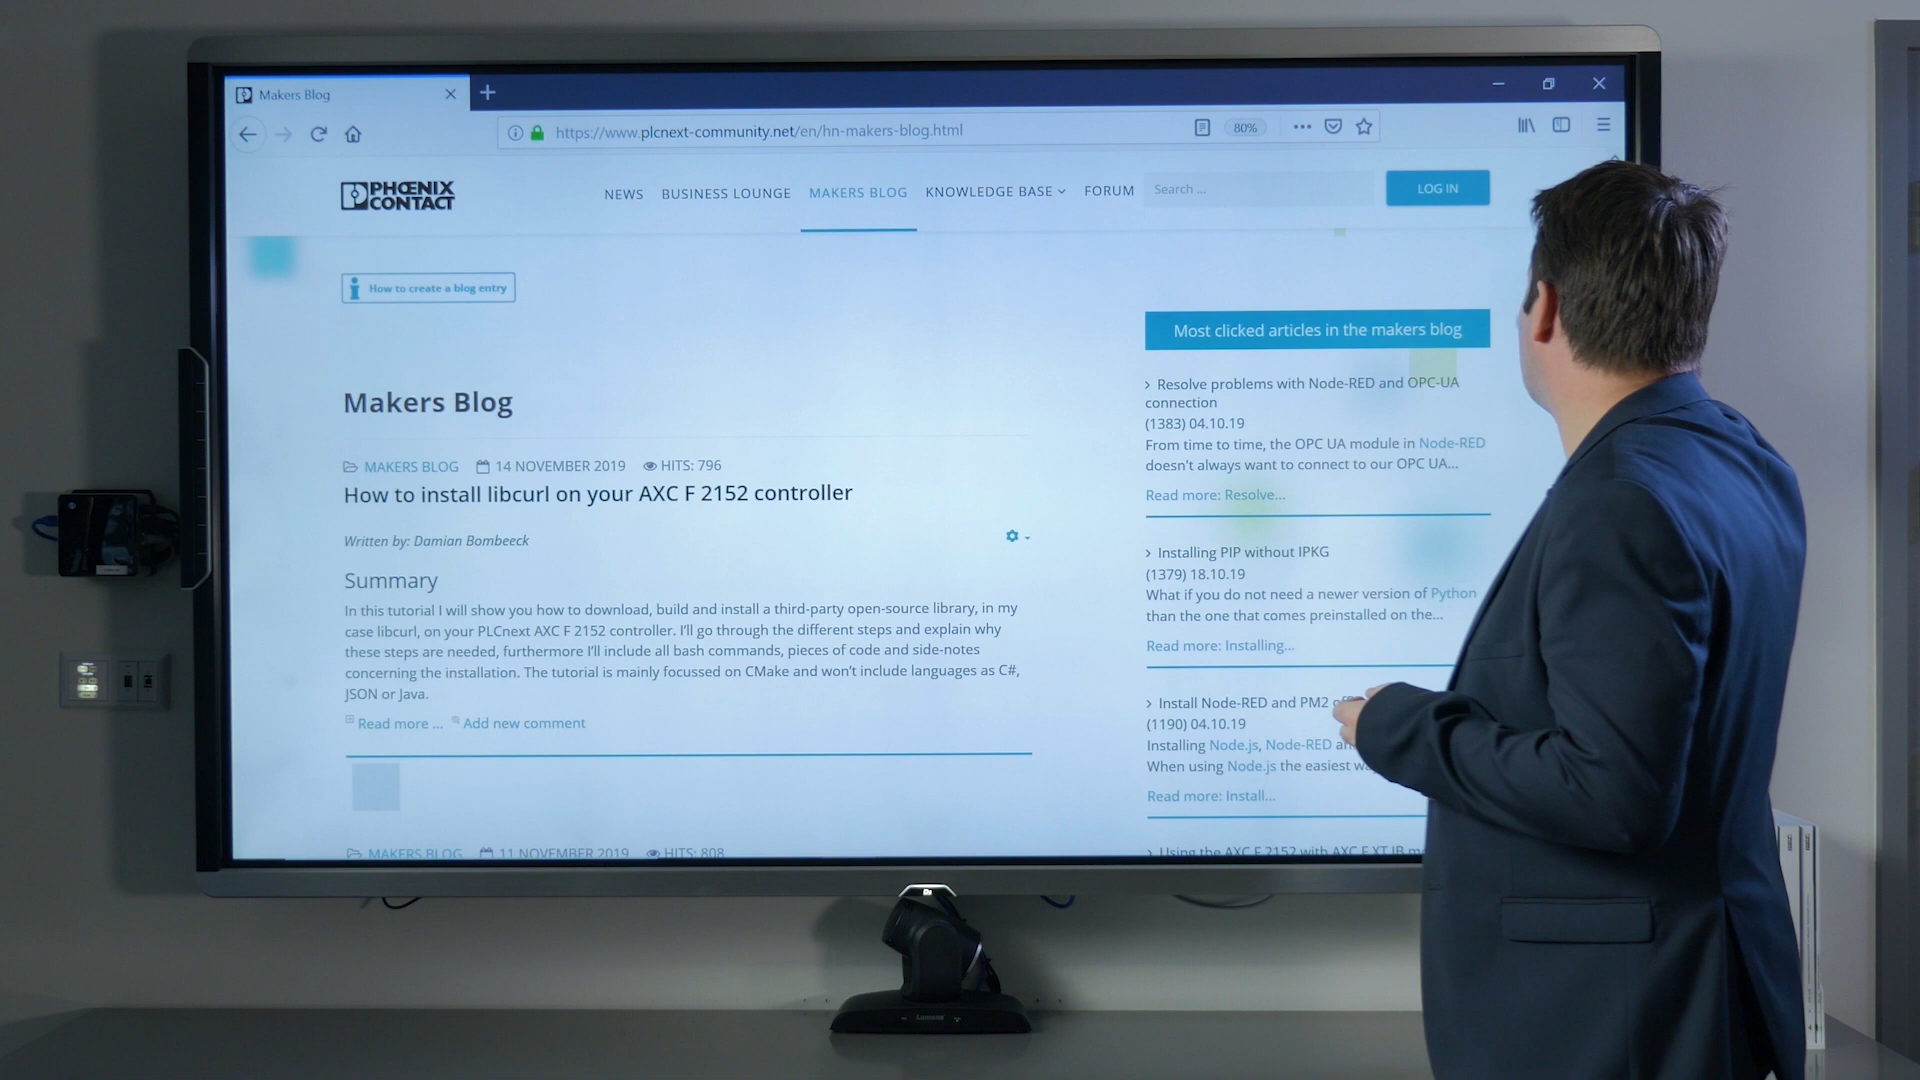 Makers Blog
https://www.plcnext-community.net/en/hn-makers-blog.html
80%
PHŒNIX
CONTACT
NEWS BUSINESS LOUNGE MAKERS BLOG KNOWLEDGE BASE FORUM
Search ...
LOG IN
How to create a blog entry
Makers Blog
MAKERS BLOG 14 NOVEMBER 2019 HITS: 796
How to install libcurl on your AXC F 2152 controller
Written by: Damian Bombeeck
Summary
In this tutorial I will show you how to download, build and install a third-party open-source library, in my
case libcurl, on your PLCnext AXC F 2152 controller. I'll go through the different steps and explain why
these steps are needed, furthermore I'll include all bash commands, pieces of code and side-notes
concerning the installation. The tutorial is mainly focussed on CMake and won't include languages as C#,
JSON or Java.
Read more ... Add new comment
MAKERS BLOG 11 NOVEMBER 2019 HITS: 808
Most clicked articles in the makers blog
Resolve problems with Node-RED and OPC-UA
connection
(1383) 04.10.19
From time to time, the OPC UA module in Node-RED
doesn't always want to connect to our OPC UA...
Read more: Resolve...
Installing PIP without IPKG
(1379) 18.10.19
What if you do not need a newer version of Python
than the one that comes preinstalled on the...
Read more: Installing...
Install Node-RED and PM2
(1190) 04.10.19
Installing Node.js, Node-RED
When using Node.js the easiest
Read more: Install...
Using the AXC F 2152 with AXC F XT IB
Lumens